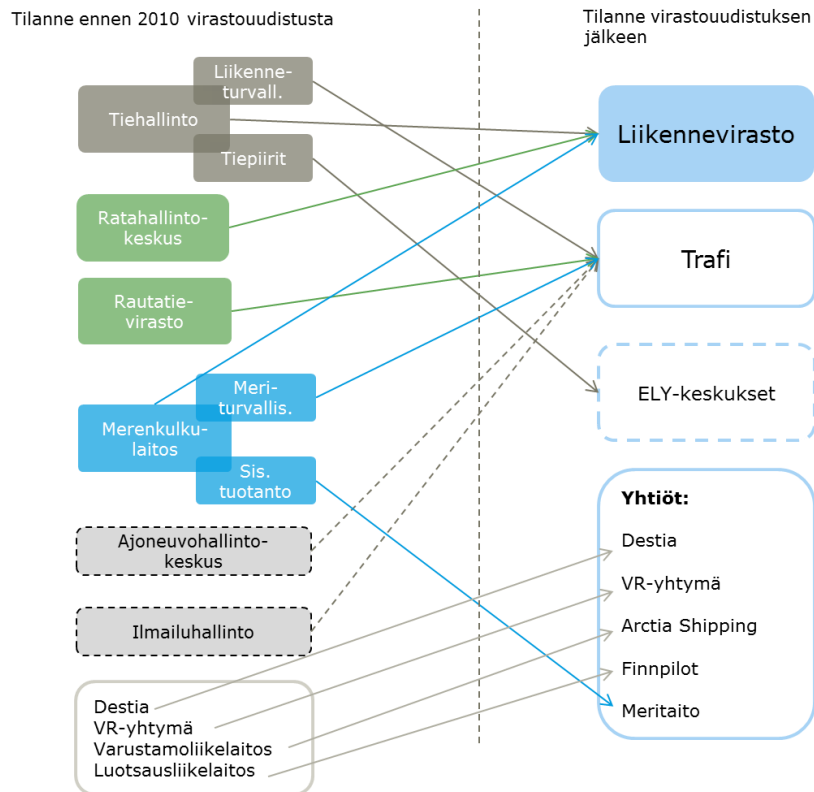 Tilanne ennen 2010 virastouudistusta
Tilanne virastouudistuksen
jälkeen
Liikenne-
turvall.
Tiehallinto
Tiepiirit
Ratahallinto-
keskus
Rautatie-
virasto
Meri-
turvallis.
Merenkulku-
laitos
Sis.
tuotanto
Ajoneuvohallinto-
keskus
Ilmailuhallinto
Destia
VR-yhtymä
Varustamoliikelaitos
Luotsausliikelaitos
Liikennevirasto
Trafi
ELY-keskukset
Yhtiöt:
Destia
VR-yhtymä
Arctia Shipping
Finnpilot
Meritaito